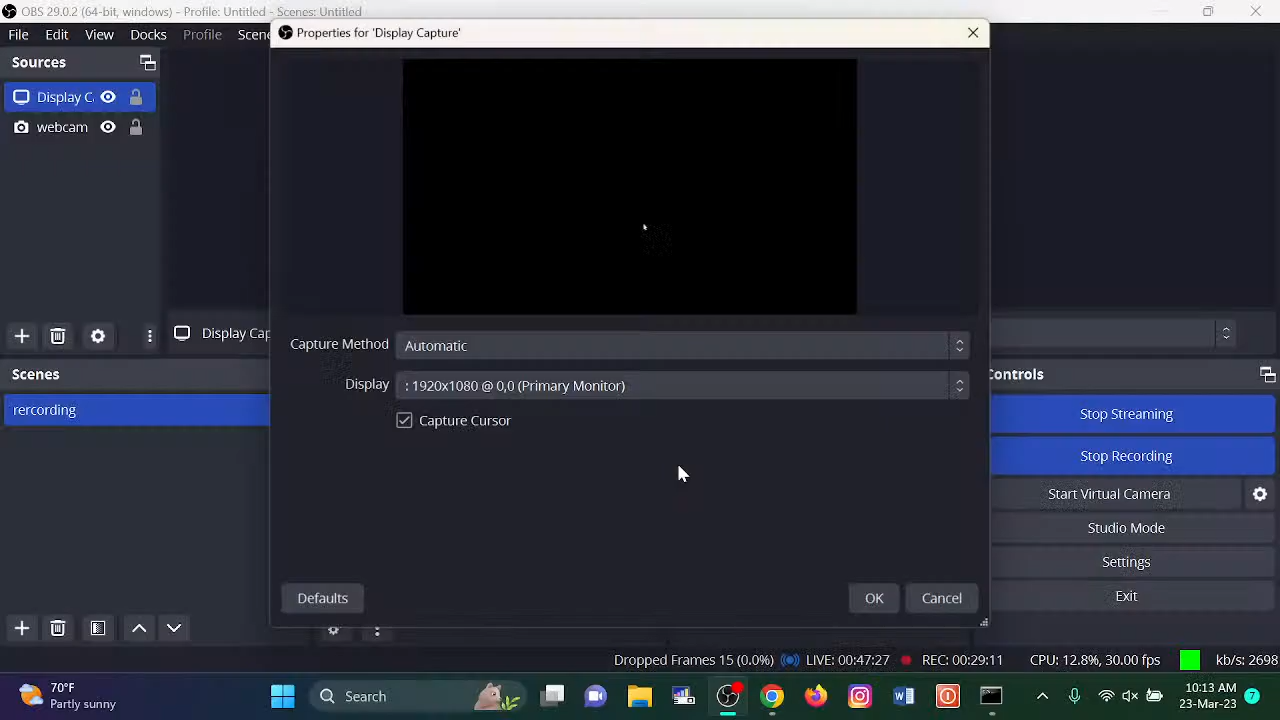 OBS 29.0.2 (64-bit, windows) - Profile: Untitled - Scenes: Untitled
File Edit View Docks Profile Scene
Properties for 'Display Capture'
Sources
Display C
webcam
Display Cap
Capture Method Automatic
Display : 1920x1080 @ 0,0 (Primary Monitor)
Capture Cursor
Scenes
rercording
Controls
Stop Streaming
Stop Recording
Start Virtual Camera
Studio Mode
Settings
Exit
Defaults OK Cancel
Dropped Frames 15 (0.0%) LIVE: 00:47:27 REC: 00:29:11 CPU: 12.8%, 30.00 fps kb/s: 2698
70°F
Partly sunny
Search
10:13 AM
23-Mar-23
7